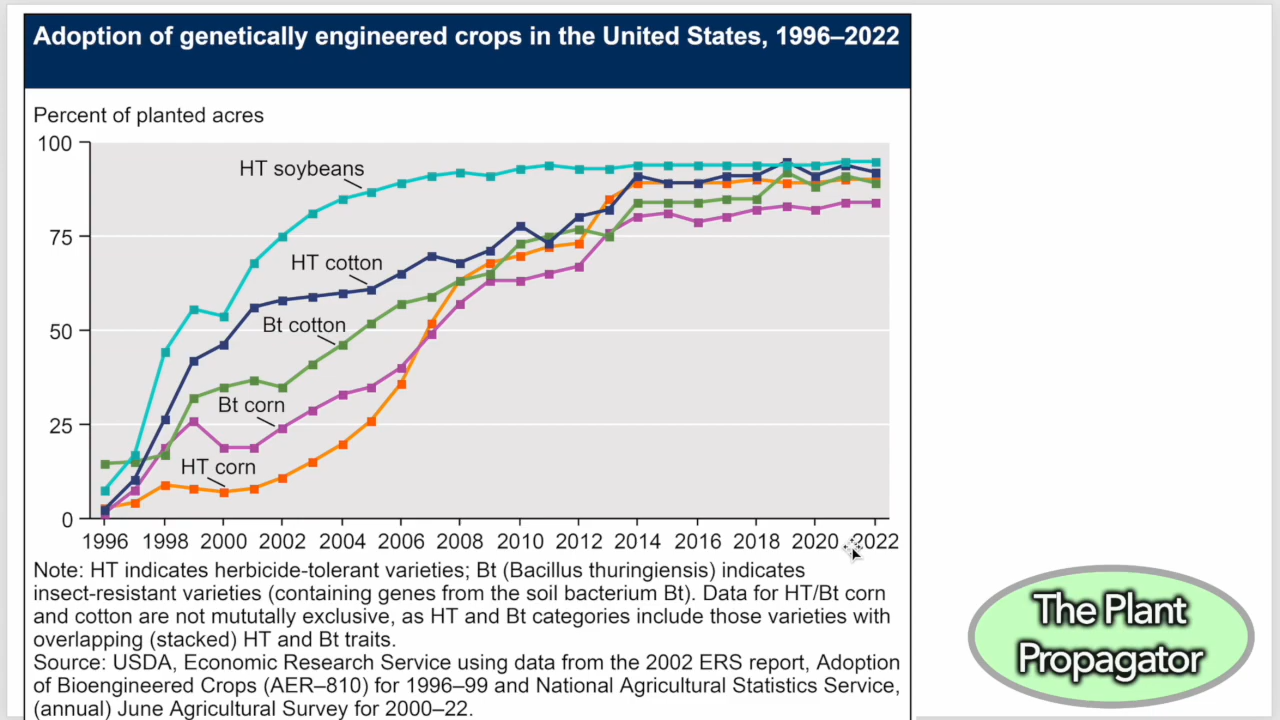 Adoption of genetically engineered crops in the United States, 1996–2022
Percent of planted acres
100
75
50
25
0
HT soybeans
HT cotton
Bt cotton
Bt corn
HT corn
1996 1998 2000 2002 2004 2006 2008 2010 2012 2014 2016 2018 2020 2022
Note: HT indicates herbicide-tolerant varieties; Bt (Bacillus thuringiensis) indicates
insect-resistant varieties (containing genes from the soil bacterium Bt). Data for HT/Bt corn
and cotton are not mututally exclusive, as HT and Bt categories include those varieties with
overlapping (stacked) HT and Bt traits.
Source: USDA, Economic Research Service using data from the 2002 ERS report, Adoption
of Bioengineered Crops (AER–810) for 1996–99 and National Agricultural Statistics Service,
(annual) June Agricultural Survey for 2000–22.
The Plant
Propagator